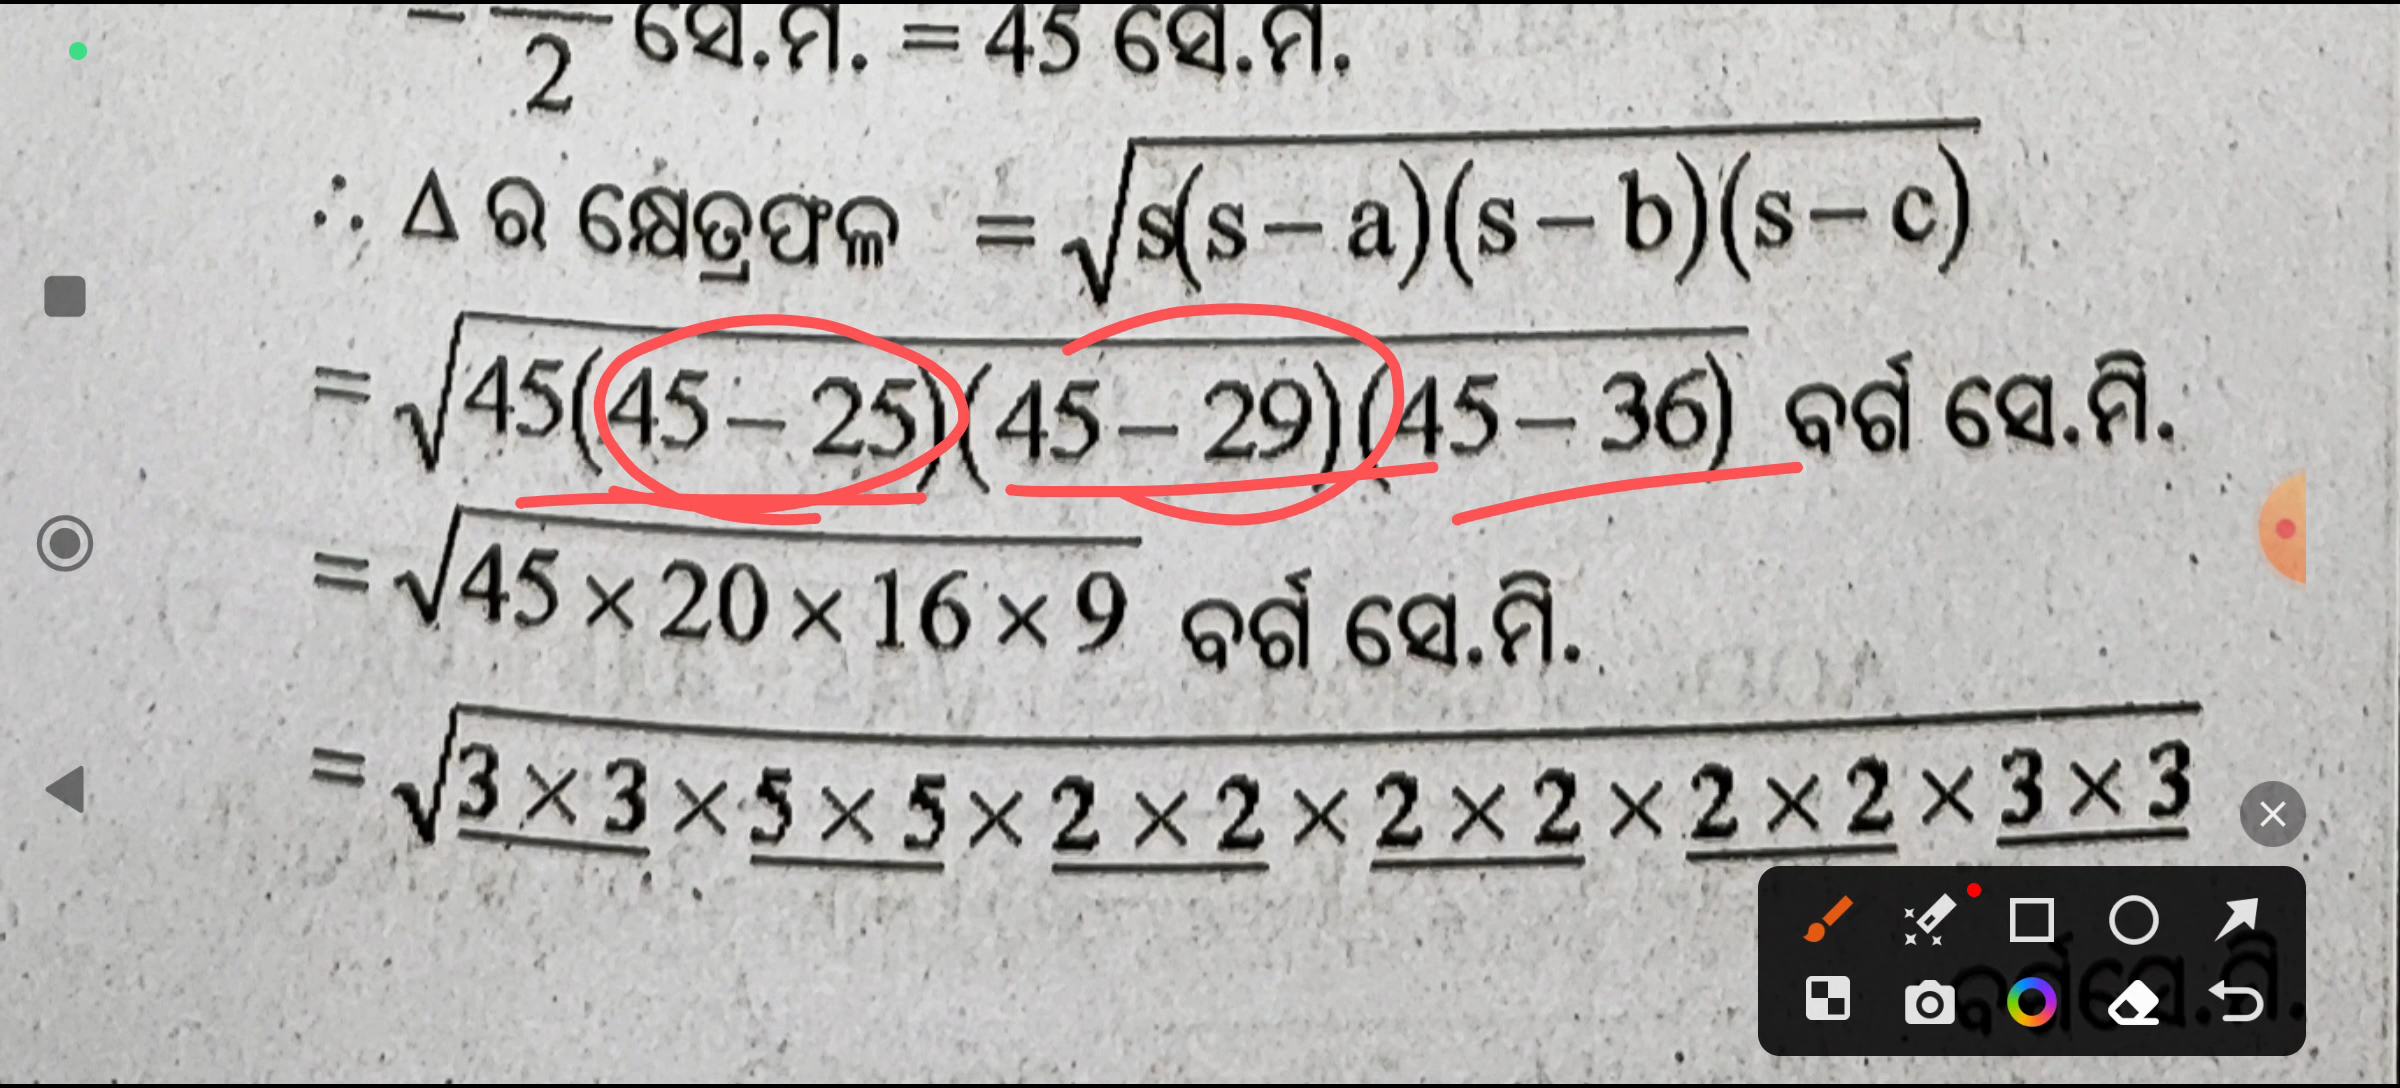 = — 2 ସେ.ମି. = 45 ସେ.ମି.
∴ Δ ର କ୍ଷେତ୍ରଫଳ = √s(s – a)(s – b)(s – c)
= √45(45 – 25)(45 – 29)(45 – 36) ବର୍ଗ ସେ.ମି.
= √45 × 20 × 16 × 9 ବର୍ଗ ସେ.ମି.
= √3 × 3 × 5 × 5 × 2 × 2 × 2 × 2 × 2 × 2 × 3 × 3
ବର୍ଗ ସେ.ମି.